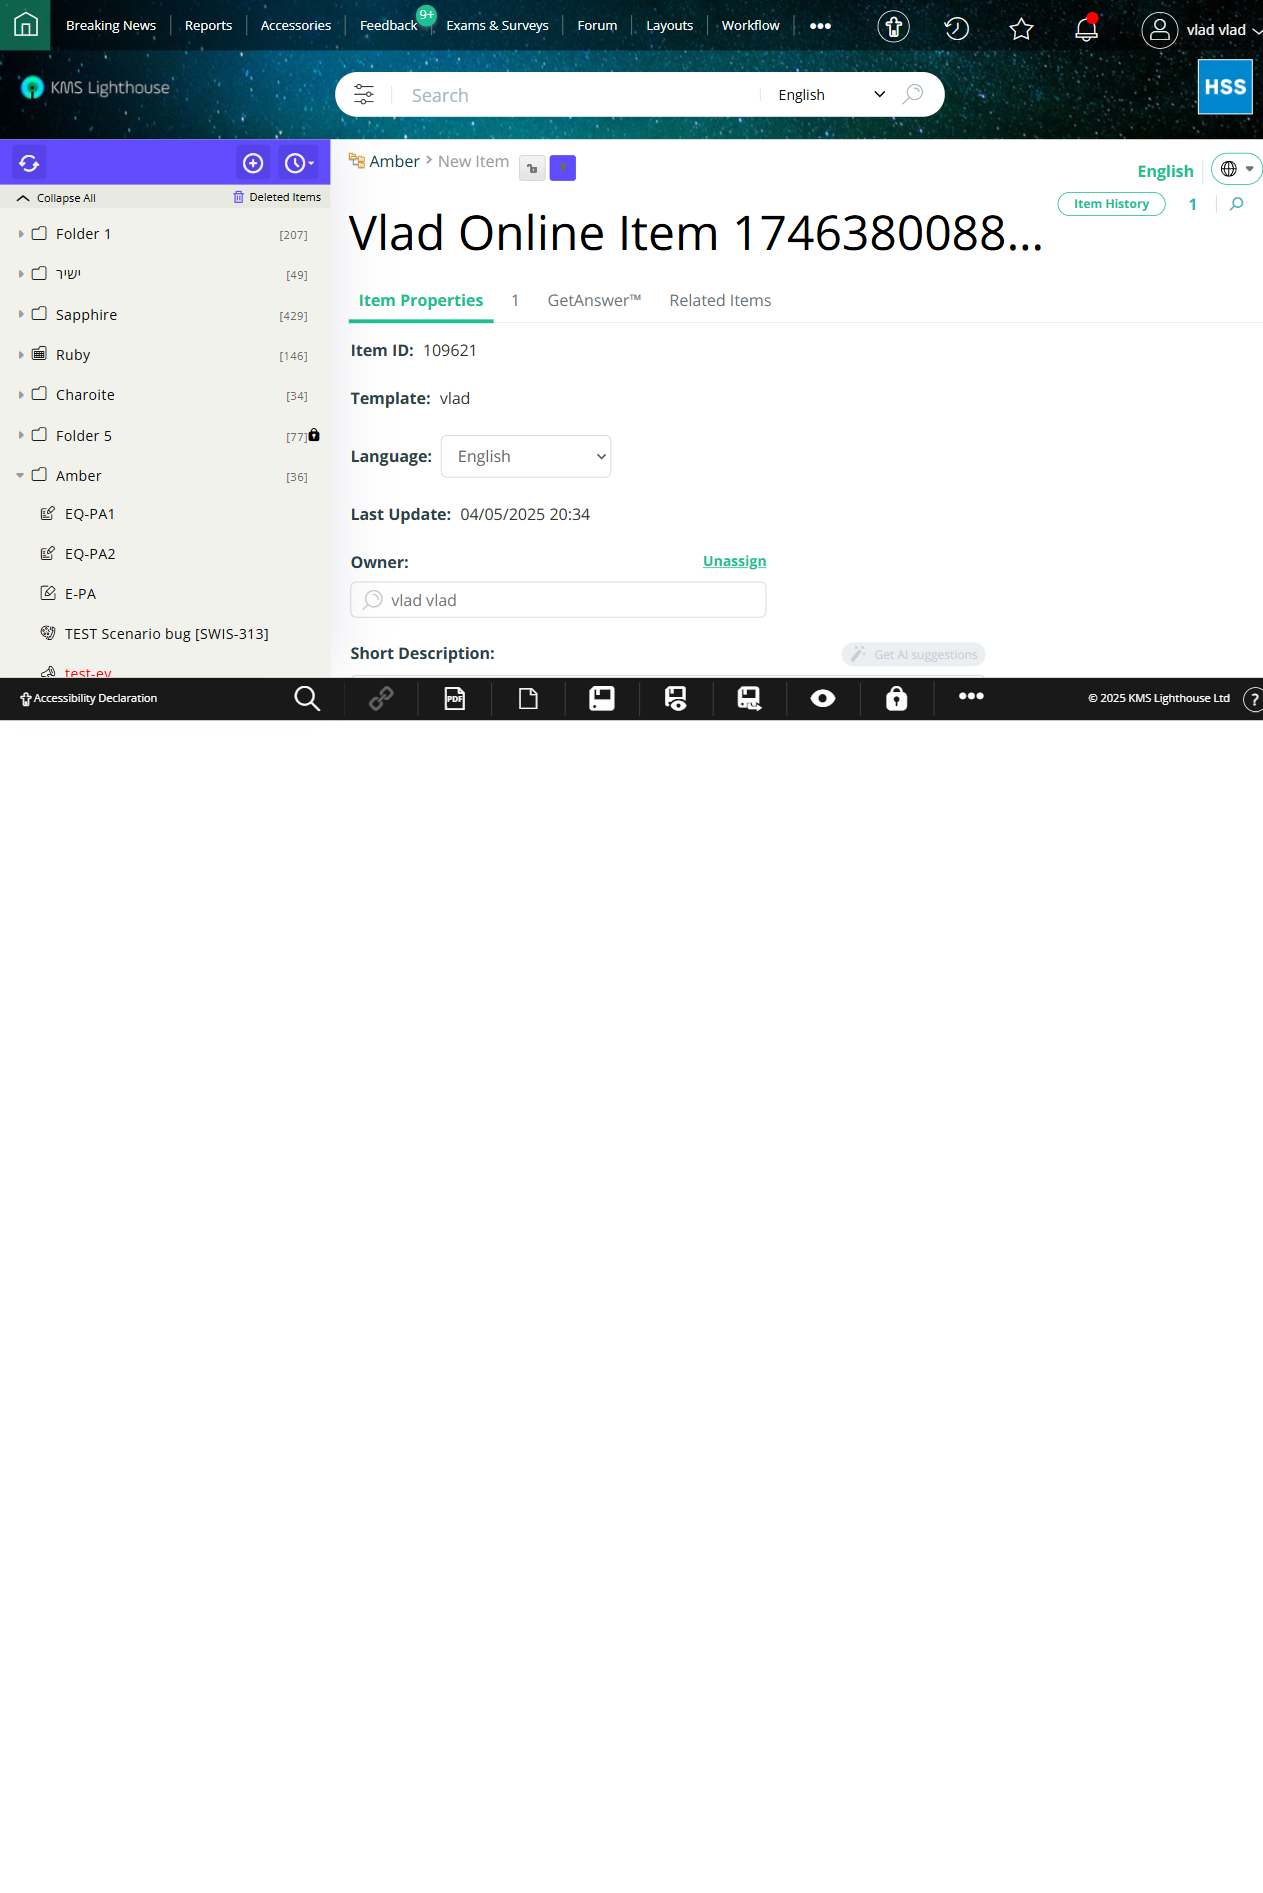 Breaking News
Reports
Accessories
Feedback
9+
Exams & Surveys
Forum
Layouts
Workflow
•••
vlad vlad
KMS Lighthouse
Search
English
HSS
Collapse All
Deleted Items
Folder 1 [207]
ישיר [49]
Sapphire [429]
Ruby [146]
Charoite [34]
Folder 5 [77]
Amber [36]
EQ-PA1
EQ-PA2
E-PA
TEST Scenario bug [SWIS-313]
test-ev
Amber > New Item
English
Item History
1
Vlad Online Item 1746380088...
Item Properties
1
GetAnswer™
Related Items
Item ID: 109621
Template: vlad
Language: English
Last Update: 04/05/2025 20:34
Owner:
Unassign
vlad vlad
Short Description:
Get AI suggestions
Accessibility Declaration
PDF
•••
© 2025 KMS Lighthouse Ltd
?